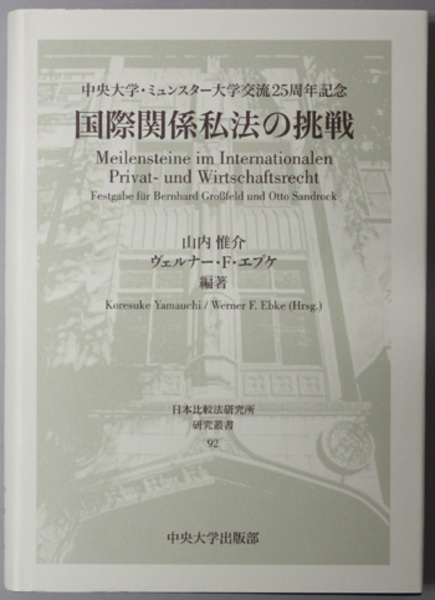 中央大学・ミュンスター大学交流25周年記念
国際関係私法の挑戦
Meilensteine im Internationalen
Privat- und Wirtschaftsrecht
Festgabe für Bernhard Großfeld und Otto Sandrock
山内 惟介
ヴェルナー・F・エプケ
編著
Koresuke Yamauchi / Werner F. Ebke (Hrsg.)
日本比較法研究所
研究叢書
92
中央大学出版部